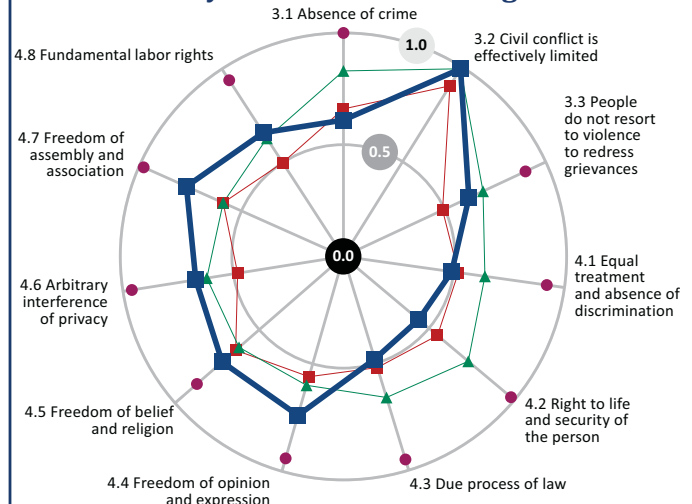 3.1 Absence of crime
1.0
3.2 Civil conflict is
effectively limited
4.8 Fundamental labor rights
3.3 People
do not resort
to violence
to redress
grievances
0.5
4.7 Freedom of
assembly and
association
0.0
4.1 Equal
treatment
and absence of
discrimination
4.6 Arbitrary
interference
of privacy
4.2 Right to life
and security of
the person
4.5 Freedom of belief
and religion
4.4 Freedom of opinion
and expression
4.3 Due process of law